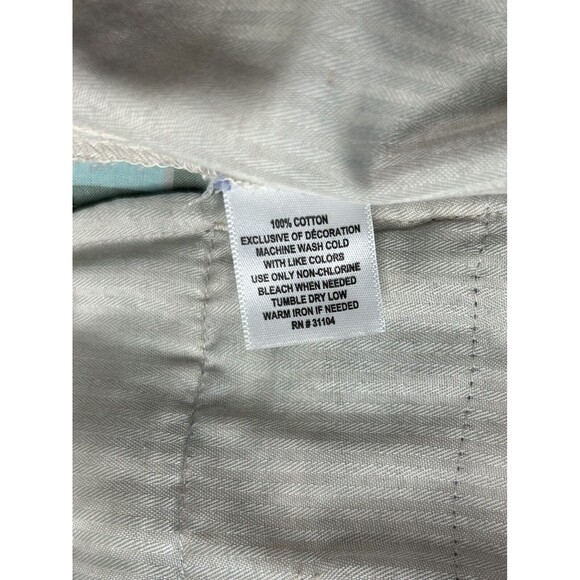 100% COTTON
EXCLUSIVE OF DÉCORATION
MACHINE WASH COLD
WITH LIKE COLORS
USE ONLY NON-CHLORINE
BLEACH WHEN NEEDED
TUMBLE DRY LOW
WARM IRON IF NEEDED
RN # 31104